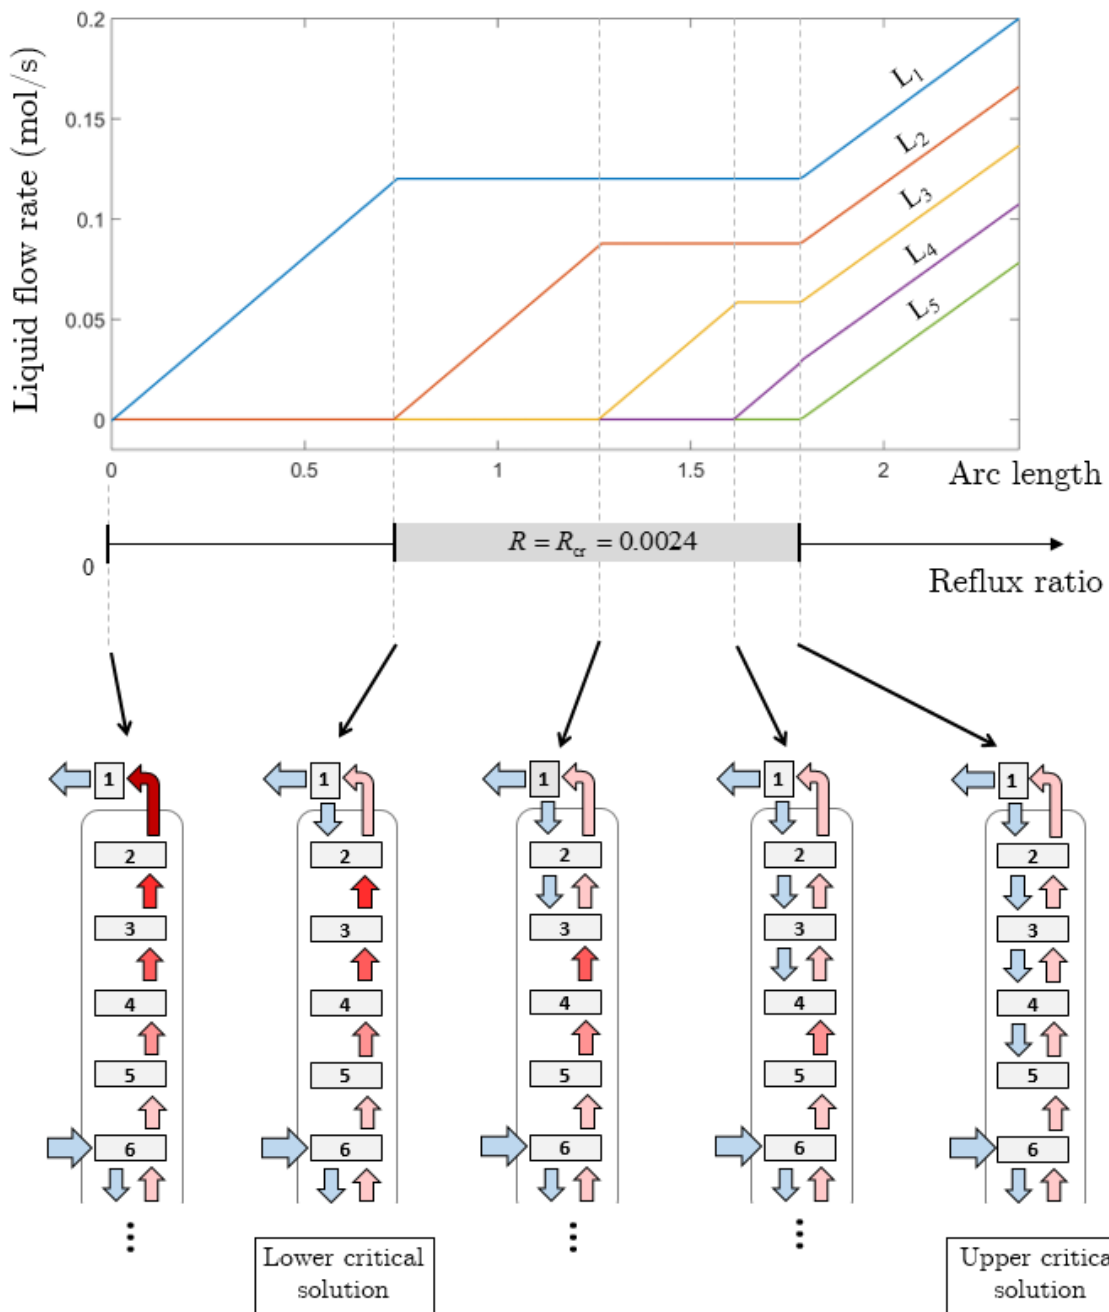 Liquid flow rate (mol/s)
0.2
0.15
0.1
0.05
0
L₁
L₂
L₃
L₄
L₅
0 0.5 1 1.5 2 Arc length
R = R_cr = 0.0024
0
Reflux ratio
1 1 1 1 1
2 2 2 2 2
3 3 3 3 3
4 4 4 4 4
5 5 5 5 5
6 6 6 6 6
Lower critical
solution
Upper critica
solution